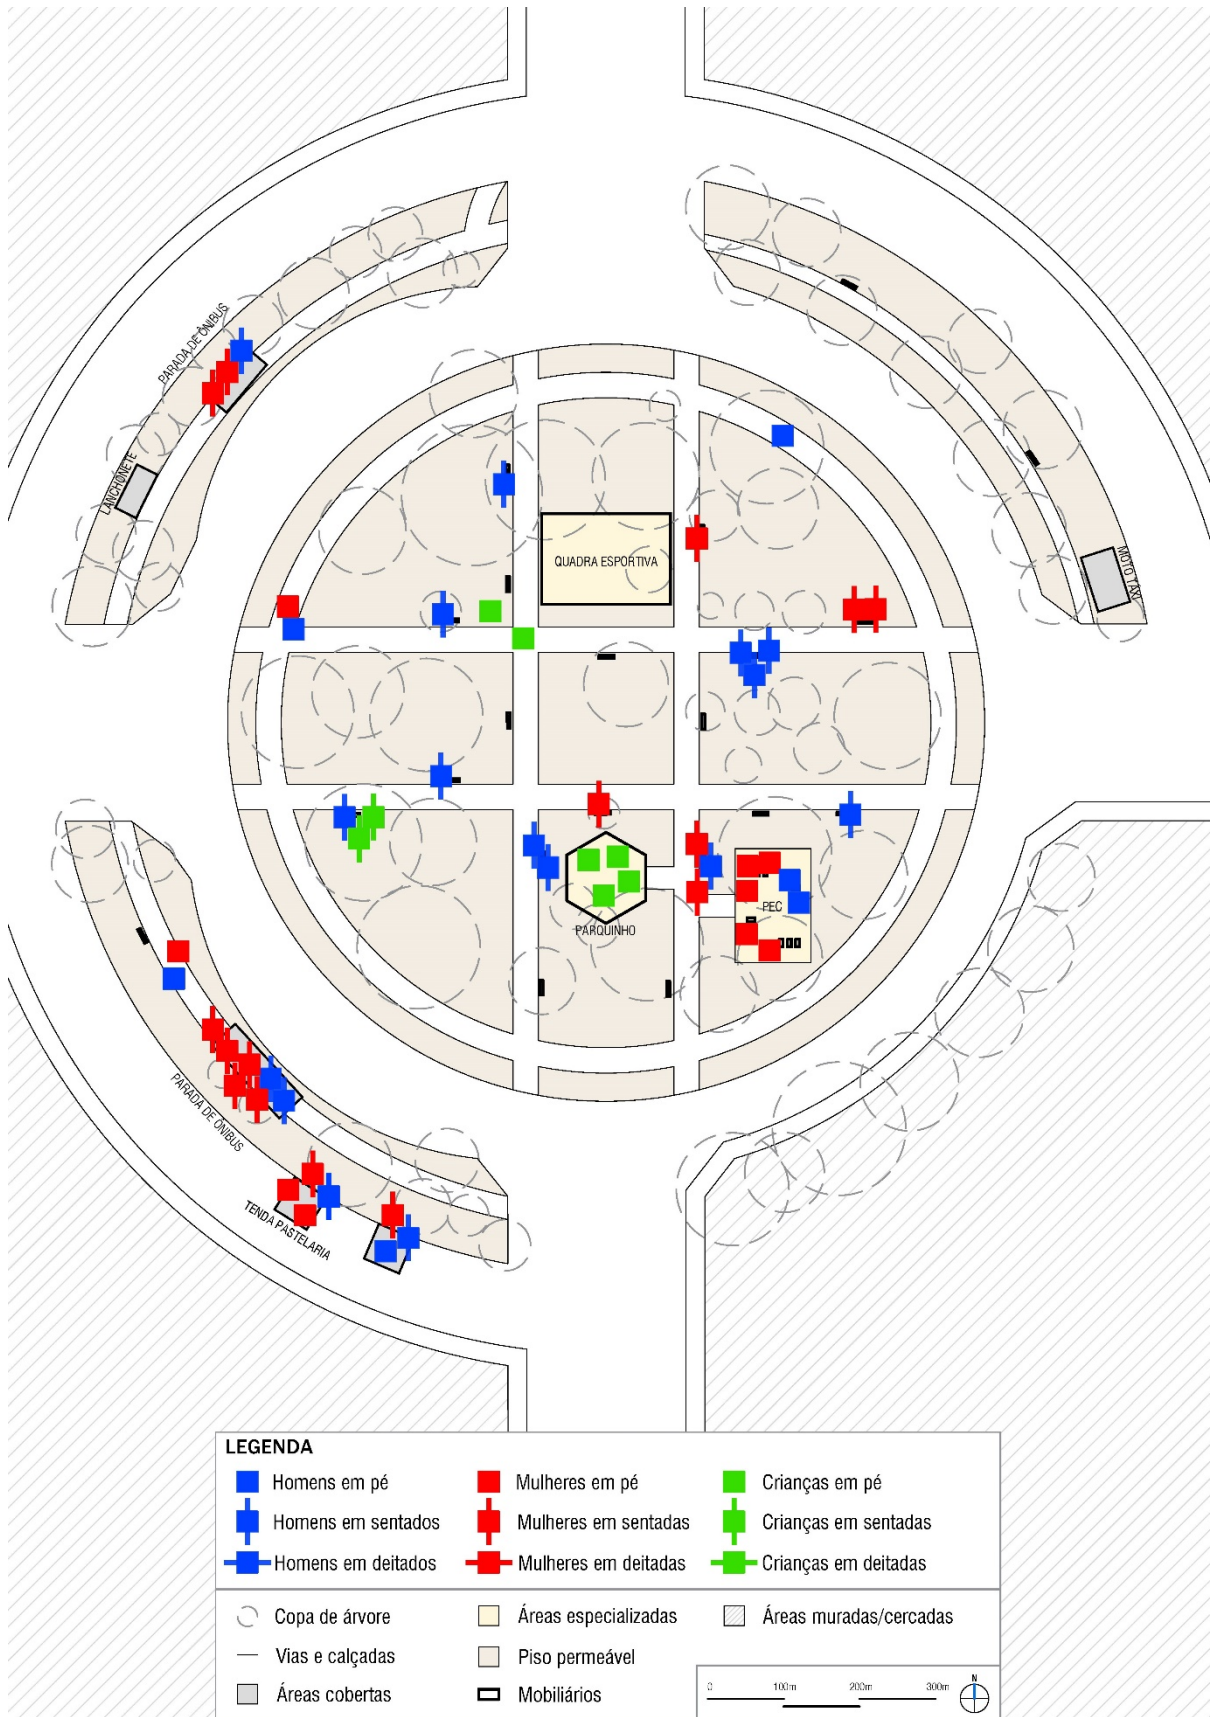 PARADA DE ÔNIBUS
LANCHONETE
QUADRA ESPORTIVA
MOTO TÁXI
PEC
PARQUINHO
PARADA DE ÔNIBUS
TENDA PASTELARIA
LEGENDA
Homens em pé
Mulheres em pé
Crianças em pé
Homens em sentados
Mulheres em sentadas
Crianças em sentadas
Homens em deitados
Mulheres em deitadas
Crianças em deitadas
Copa de árvore
Áreas especializadas
Áreas muradas/cercadas
Vias e calçadas
Piso permeável
Áreas cobertas
Mobiliários
0 100m 200m 300m
N